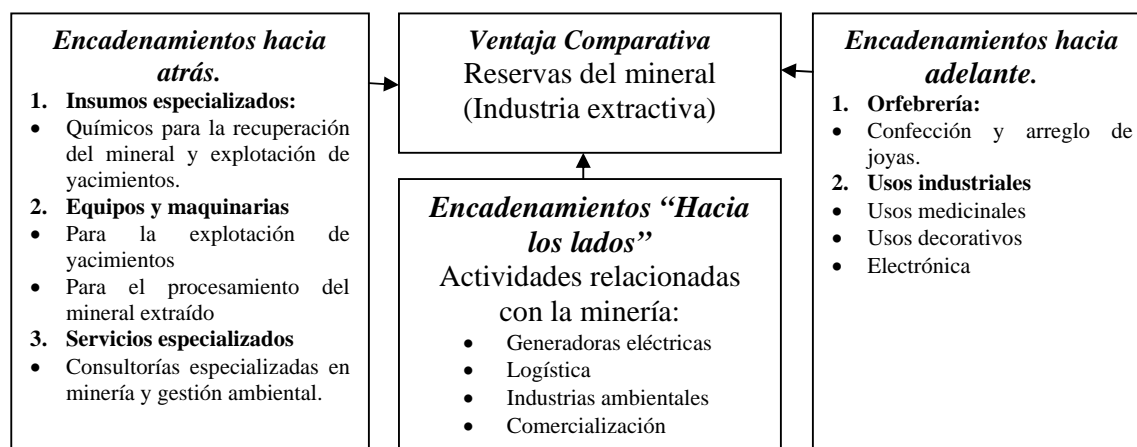 Encadenamientos hacia
atrás.
1. Insumos especializados:
• Químicos para la recuperación
del mineral y explotación de
yacimientos.
2. Equipos y maquinarias
• Para la explotación de
yacimientos
• Para el procesamiento del
mineral extraído
3. Servicios especializados
• Consultorías especializadas en
minería y gestión ambiental.
Ventaja Comparativa
Reservas del mineral
(Industria extractiva)
Encadenamientos “Hacia
los lados”
Actividades relacionadas
con la minería:
• Generadoras eléctricas
• Logística
• Industrias ambientales
• Comercialización
Encadenamientos hacia
adelante.
1. Orfebrería:
• Confección y arreglo de
joyas.
2. Usos industriales
• Usos medicinales
• Usos decorativos
• Electrónica